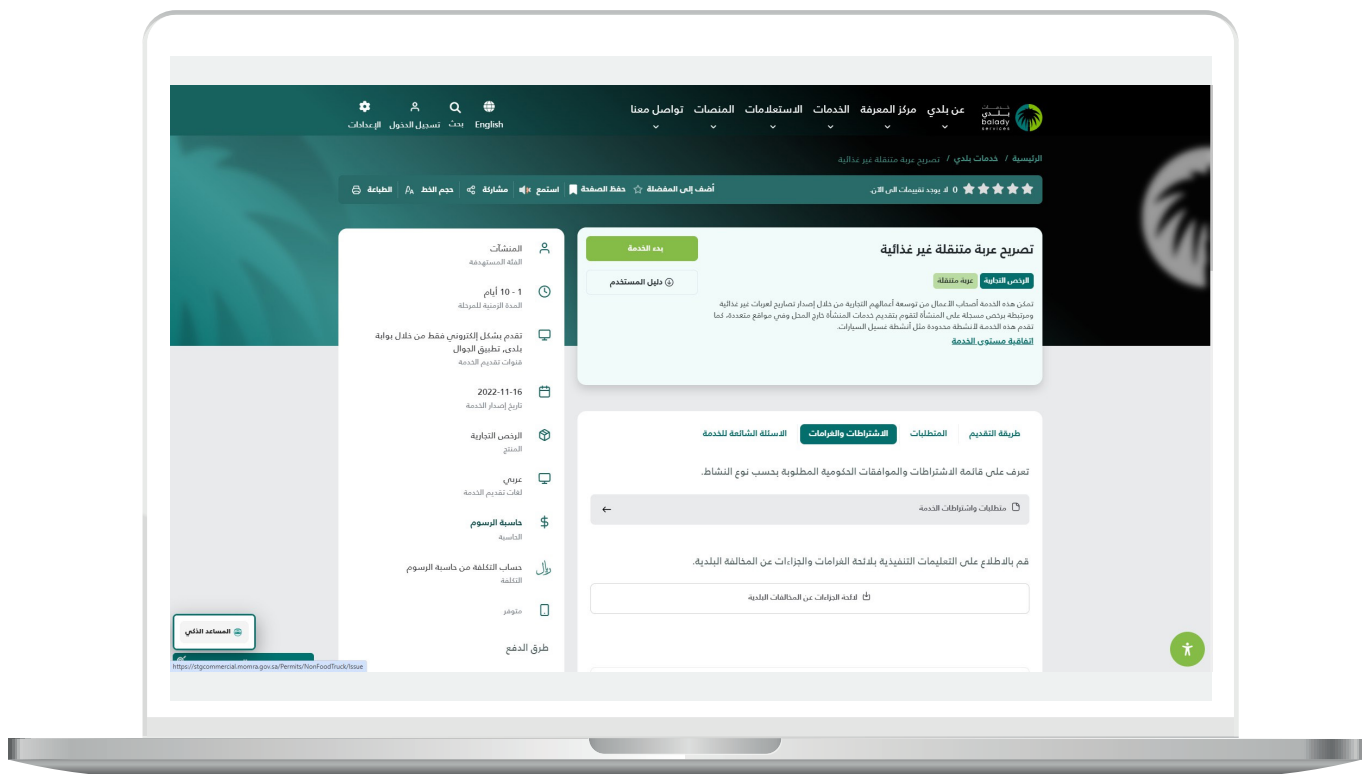 خدمات
بلدي
balady
services
عن بلدي
مركز المعرفة
الخدمات
الاستعلامات
المنصات
تواصل معنا
English
بحث
تسجيل الدخول
الإعدادات
الرئيسية / خدمات بلدي / تصريح عربة متنقلة غير غذائية
0 لا يوجد تقييمات الى الآن.
أضف إلى المفضلة
حفظ الصفحة
استمع
مشاركة
حجم الخط
الطباعة
تصريح عربة متنقلة غير غذائية
بدء الخدمة
دليل المستخدم
الرخص التجارية
عربة متنقلة
تمكن هذه الخدمة أصحاب الأعمال من توسعة أعمالهم التجارية من خلال إصدار تصاريح لعربات غير غذائية
ومرتبطة برخص مسجلة على المنشأة لتقوم بتقديم خدمات المنشأة خارج المحل وفي مواقع متعددة، كما
تقدم هذه الخدمة لأنشطة محدودة مثل أنشطة غسيل السيارات.
اتفاقية مستوى الخدمة
طريقة التقديم
المتطلبات
الاشتراطات والغرامات
الاسئلة الشائعة للخدمة
تعرف على قائمة الاشتراطات والموافقات الحكومية المطلوبة بحسب نوع النشاط.
متطلبات واشتراطات الخدمة
قم بالاطلاع على التعليمات التنفيذية بلائحة الغرامات والجزاءات عن المخالفة البلدية.
لائحة الجزاءات عن المخالفات البلدية
المنشآت
الفئة المستهدفة
1 - 10 أيام
المدة الزمنية للمرحلة
تقدم بشكل إلكتروني فقط من خلال بوابة
بلدي, تطبيق الجوال
قنوات تقديم الخدمة
2022-11-16
تاريخ إصدار الخدمة
الرخص التجارية
المنتج
عربي
لغات تقديم الخدمة
حاسبة الرسوم
الحاسبة
حساب التكلفة من حاسبة الرسوم
التكلفة
متوفر
طرق الدفع
المساعد الذكي
https://stgcommercial.momra.gov.sa/Permits/NonFoodTruck/Issue